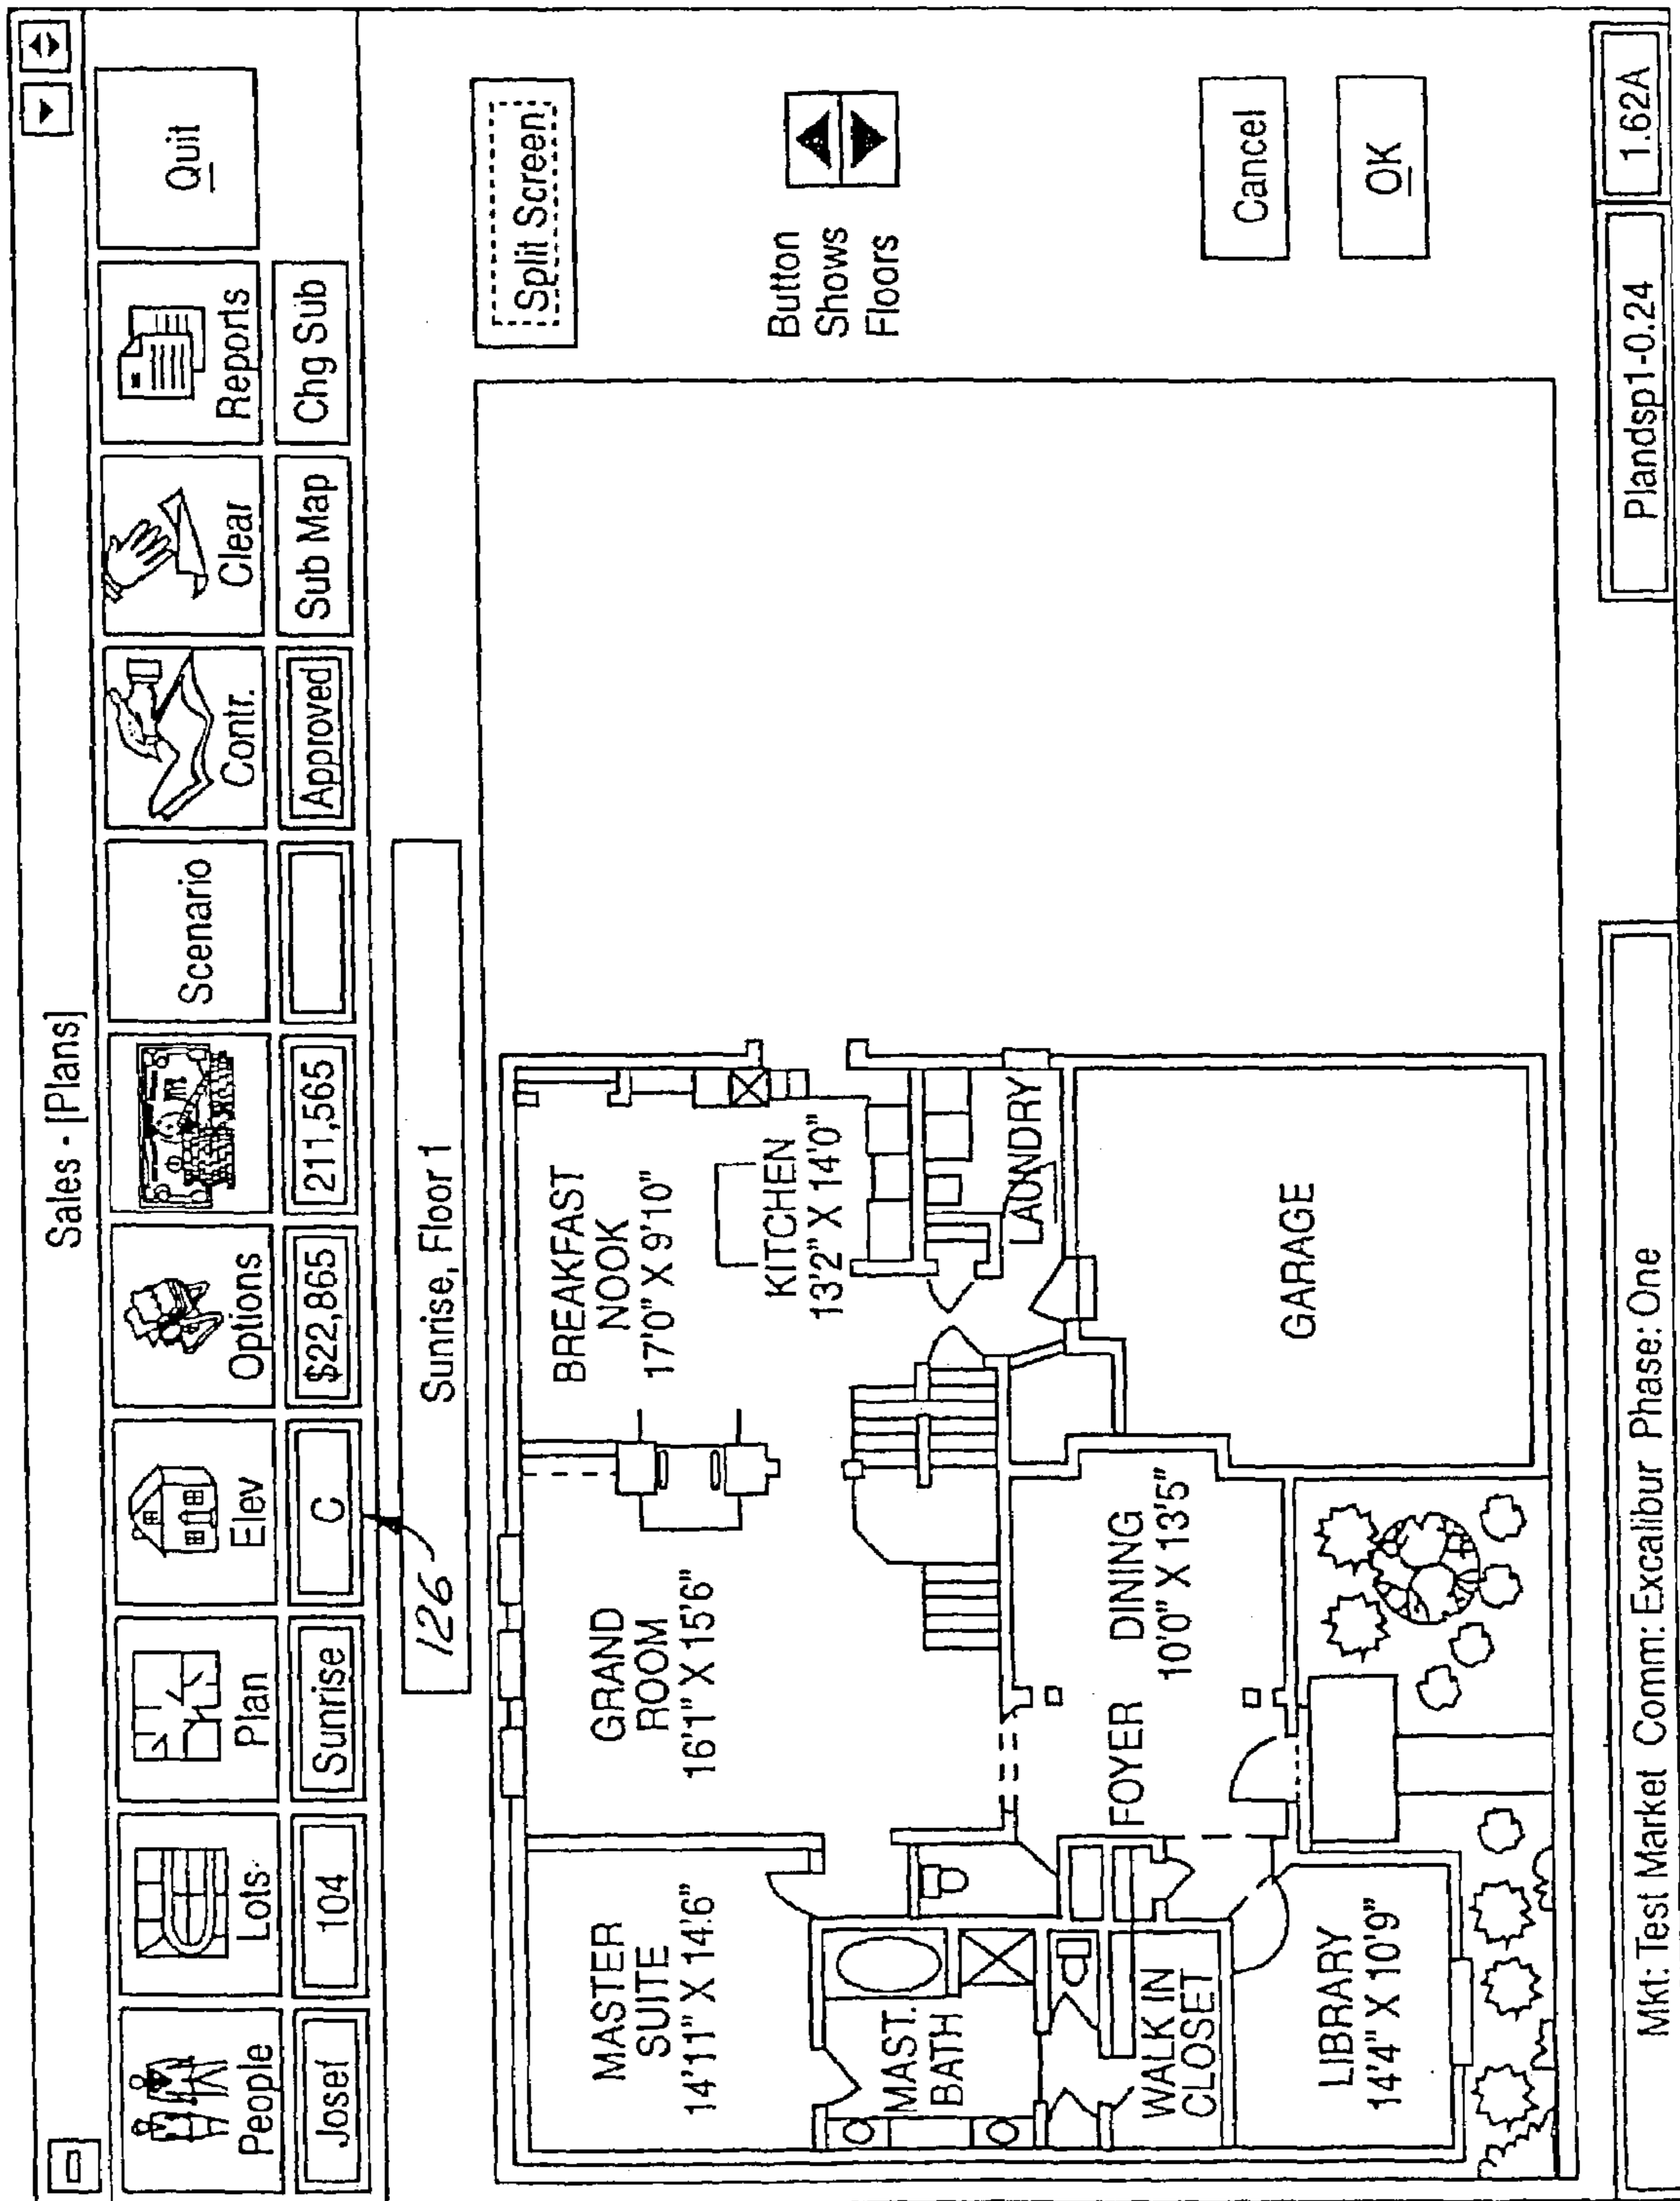 Sales - [Plans]
People
Lots
Plan
Elev
Options
Scenario
Contr.
Clear
Reports
Quit
Josef
104
Sunrise
C
$22,865
211,565
Approved
Sub Map
Chg Sub
126
Sunrise, Floor 1
Split Screen
Button
Shows
Floors
Cancel
OK
MASTER
SUITE
14'11" X 14'6"
GRAND
ROOM
16'1" X 15'6"
BREAKFAST
NOOK
17'0" X 9'10"
KITCHEN
13'2" X 14'0"
MAST.
BATH
LAUNDRY
WALK IN
CLOSET
FOYER
DINING
10'0" X 13'5"
GARAGE
LIBRARY
14'4" X 10'9"
Mkt: Test Market Comm: Excalibur Phase: One
Plandsp1-0.24
1.62A